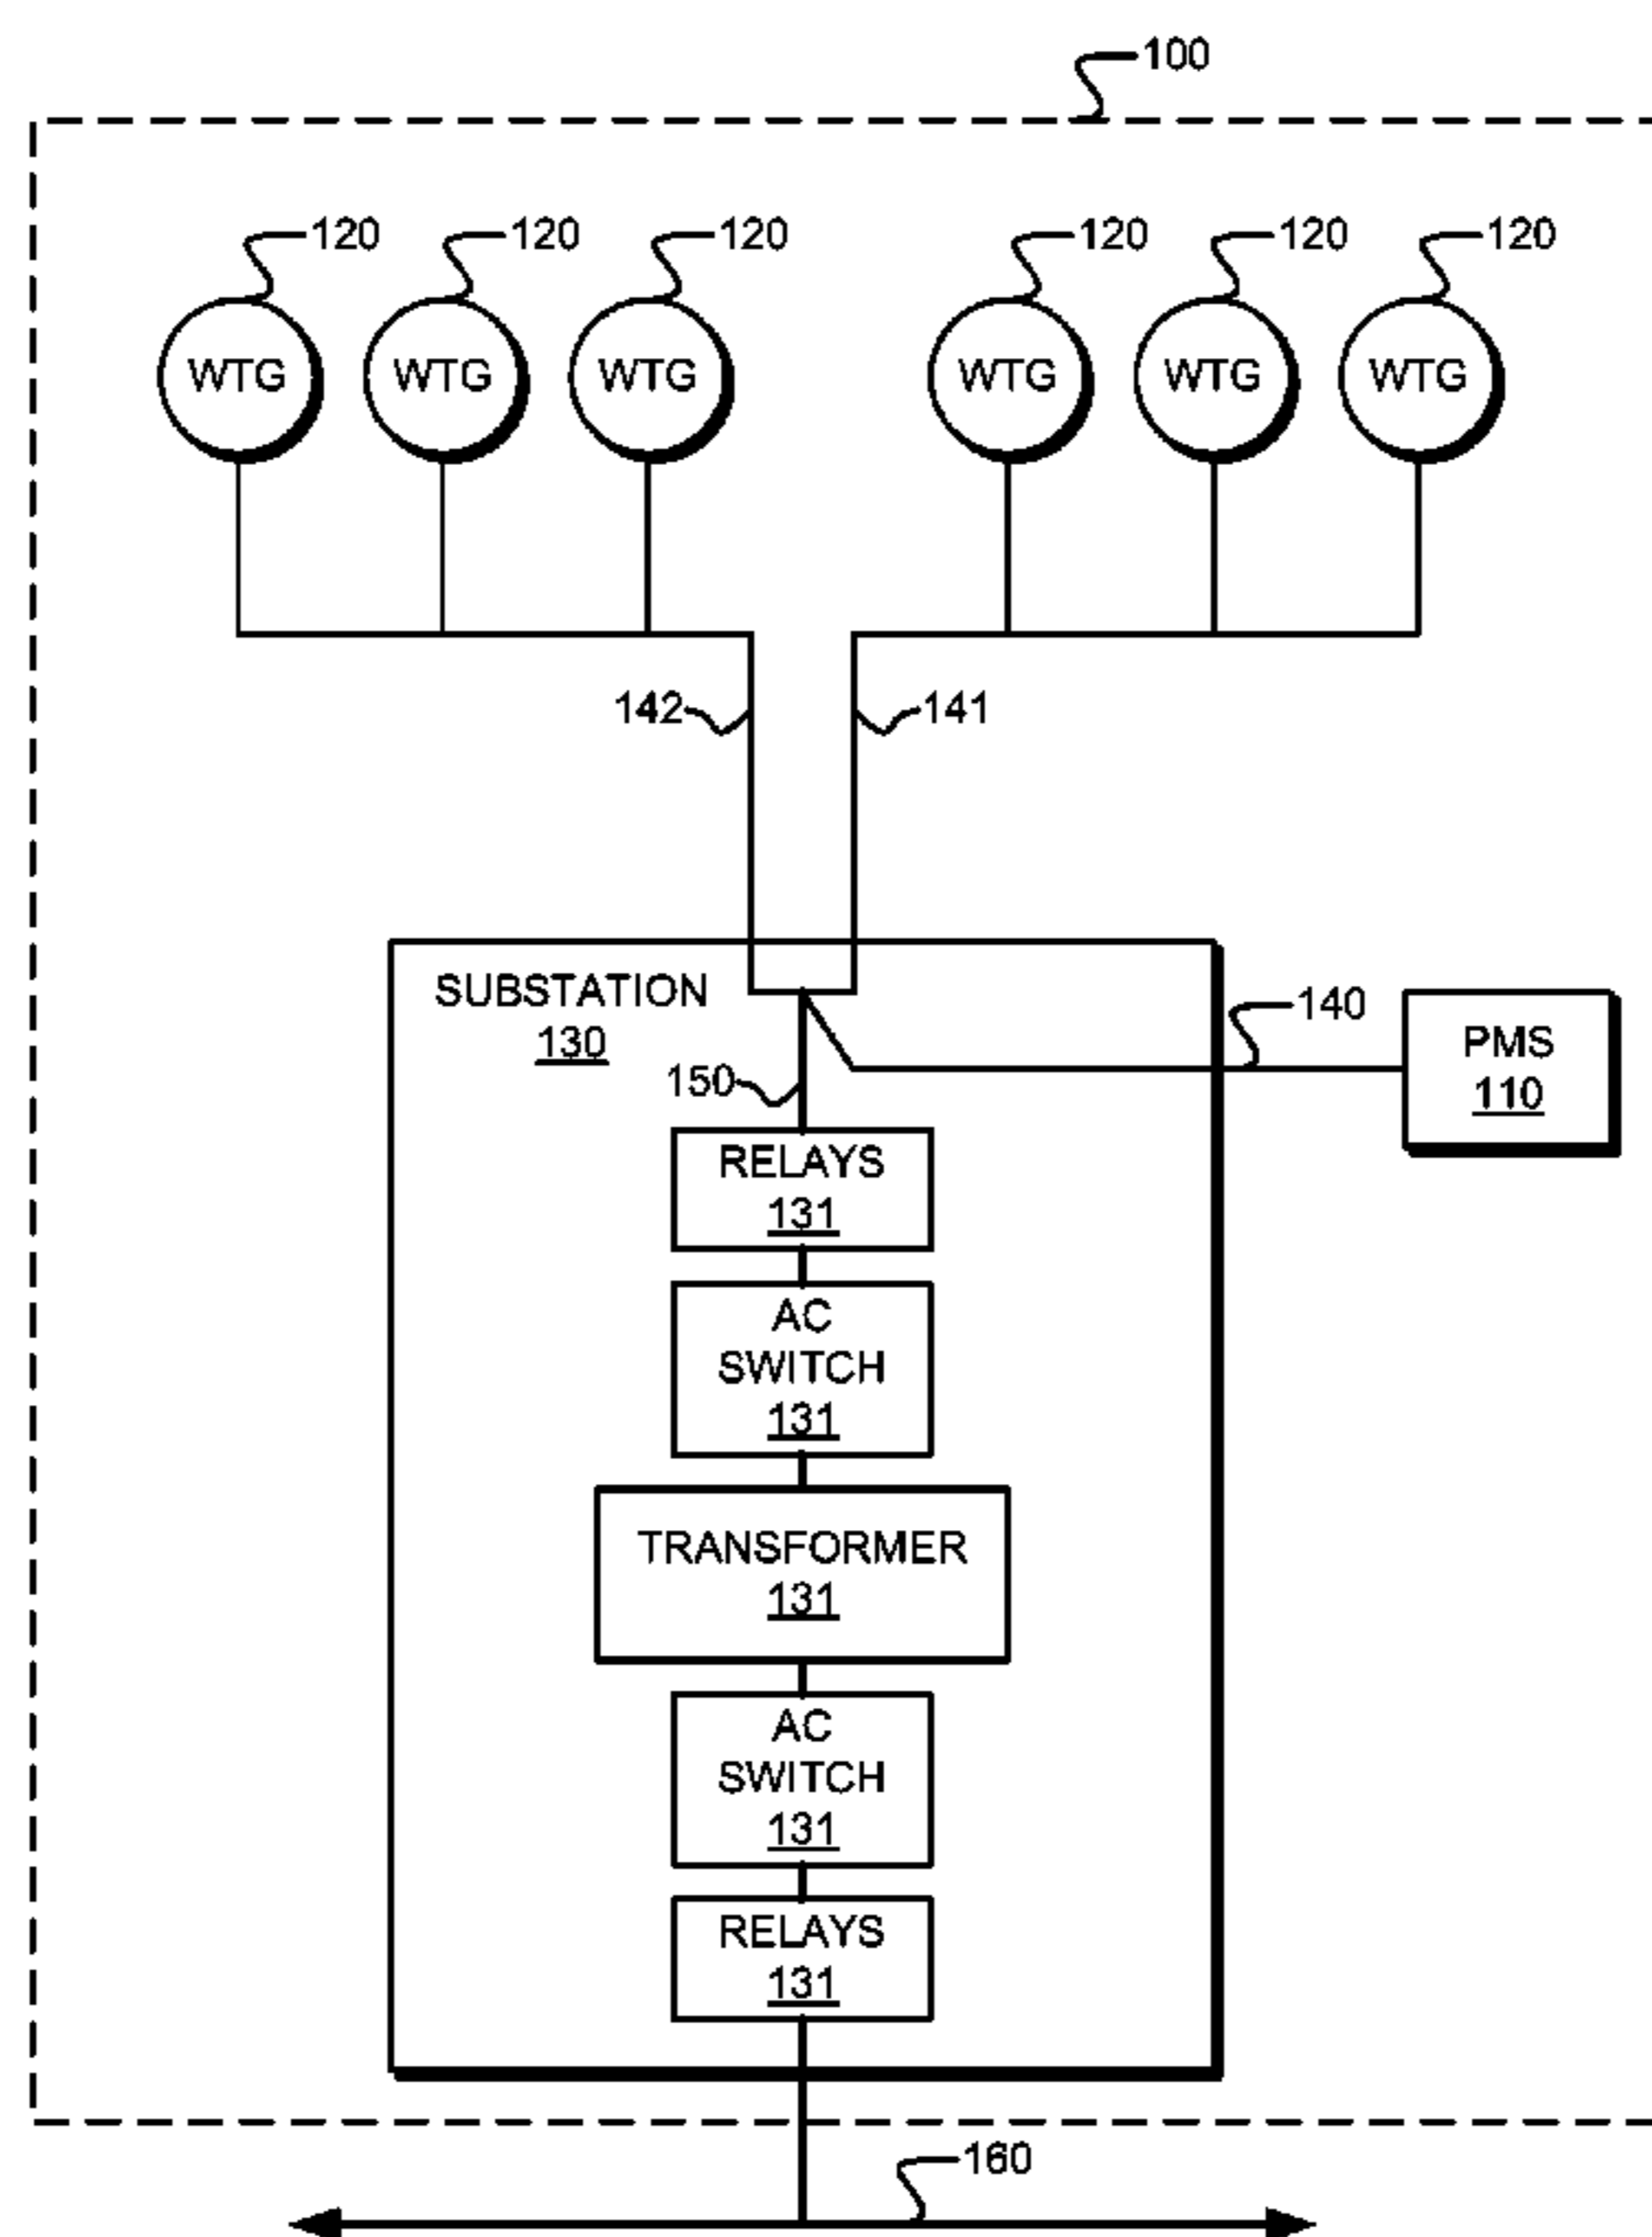 100
120 120 120 120 120 120
WTG WTG WTG WTG WTG WTG
142 141
SUBSTATION
130
140
PMS
110
150
RELAYS
131
AC
SWITCH
131
TRANSFORMER
131
AC
SWITCH
131
RELAYS
131
160